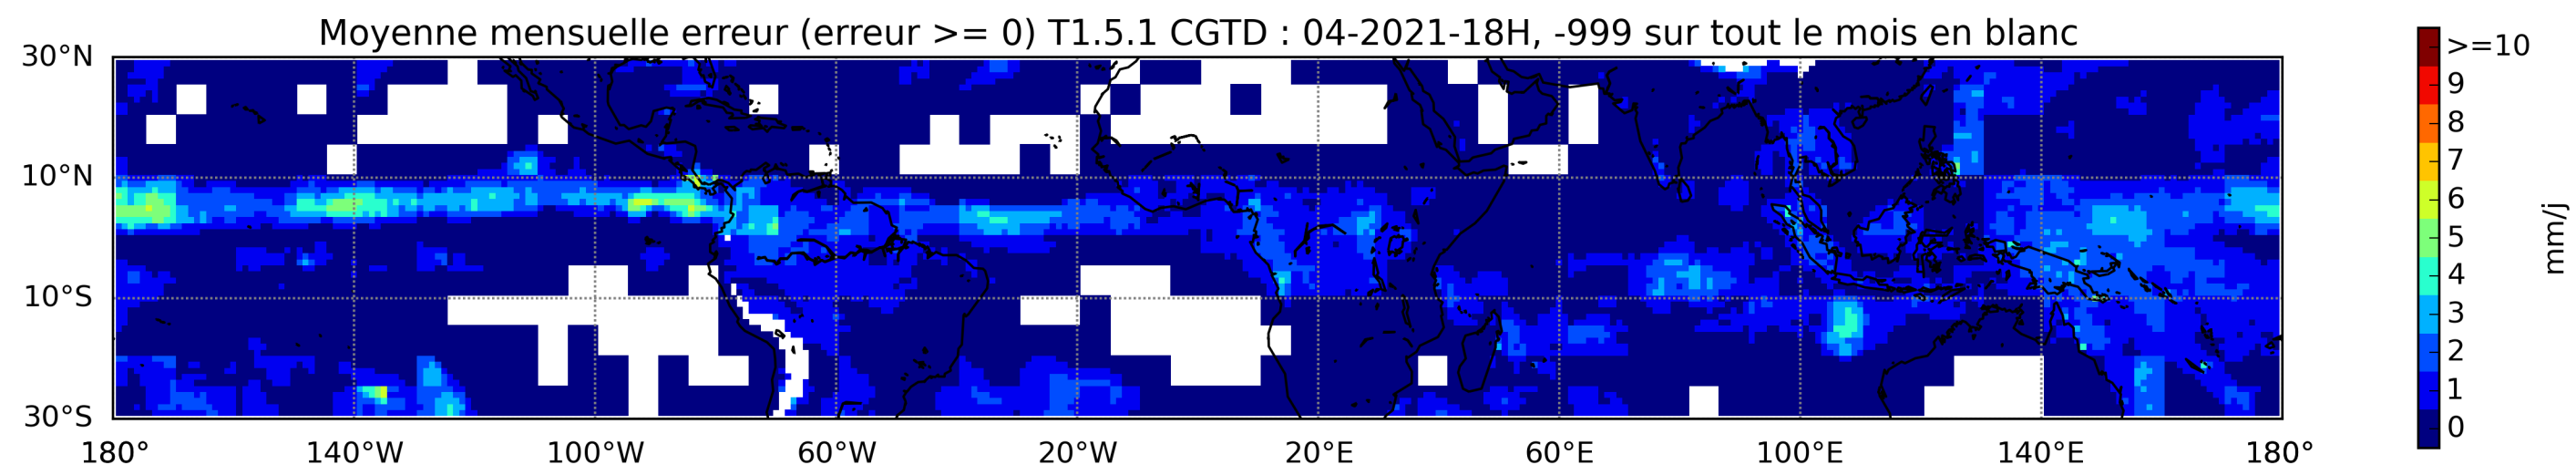 Moyenne mensuelle erreur (erreur >= 0) T1.5.1 CGTD : 04-2021-18H, -999 sur tout le mois en blanc
30°N
10°N
10°S
30°S
180° 140°W 100°W 60°W 20°W 20°E 60°E 100°E 140°E 180°
>=10
9
8
7
6
5
4
3
2
1
0
mm/j